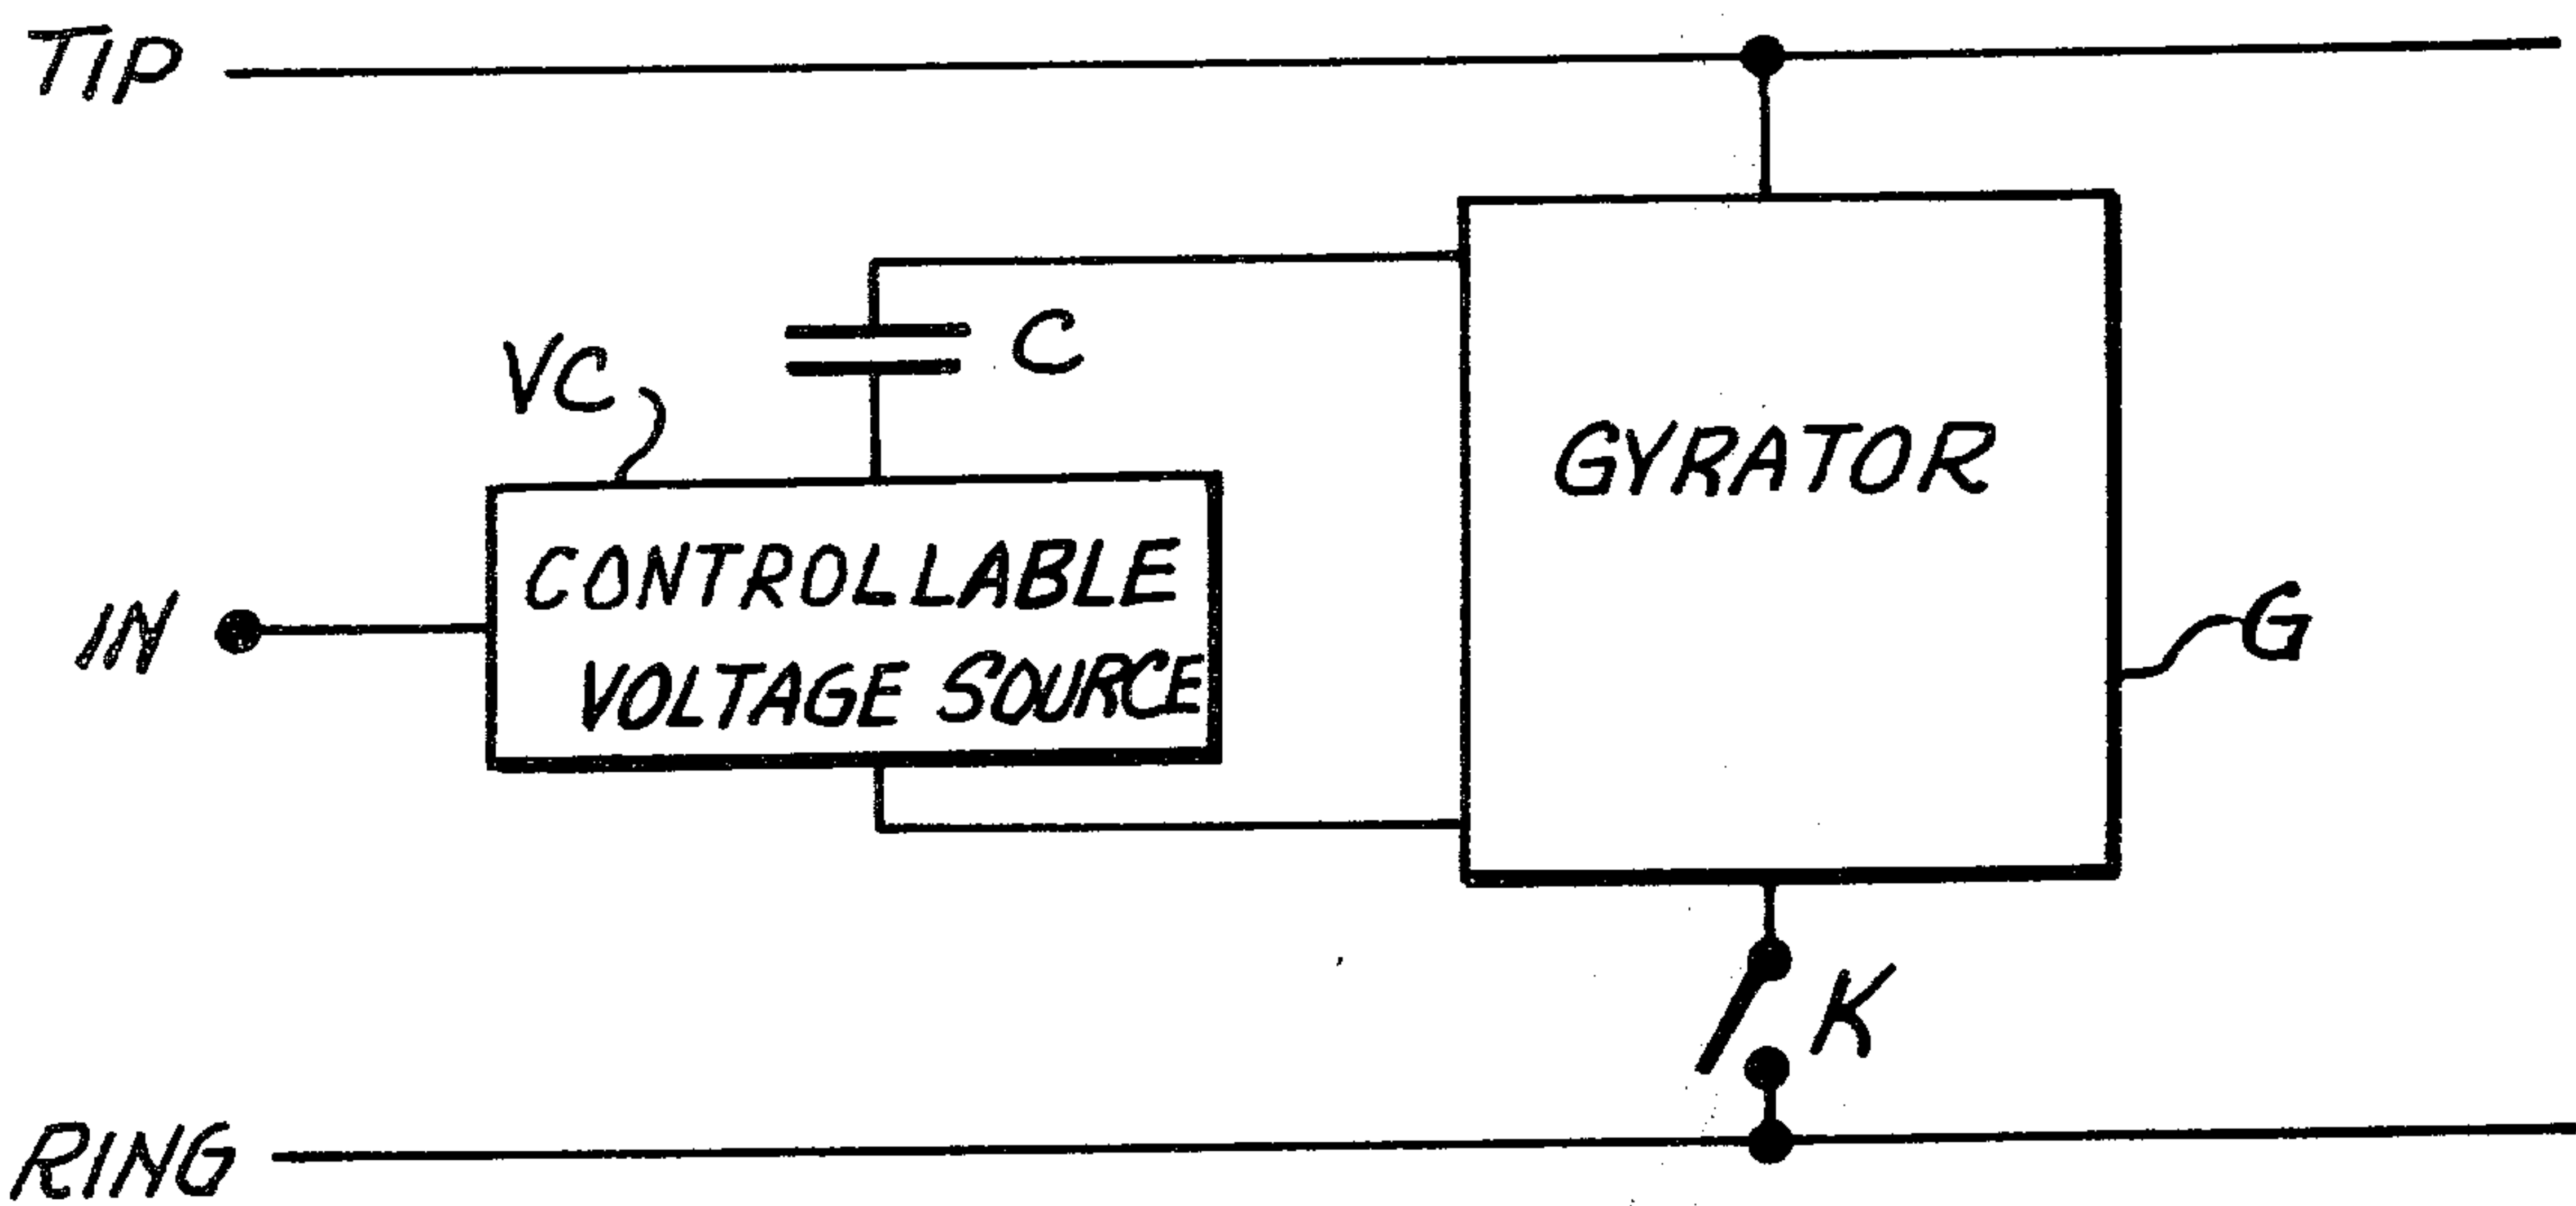 TIP
C
VC
GYRATOR
CONTROLLABLE
VOLTAGE SOURCE
IN
G
K
RING